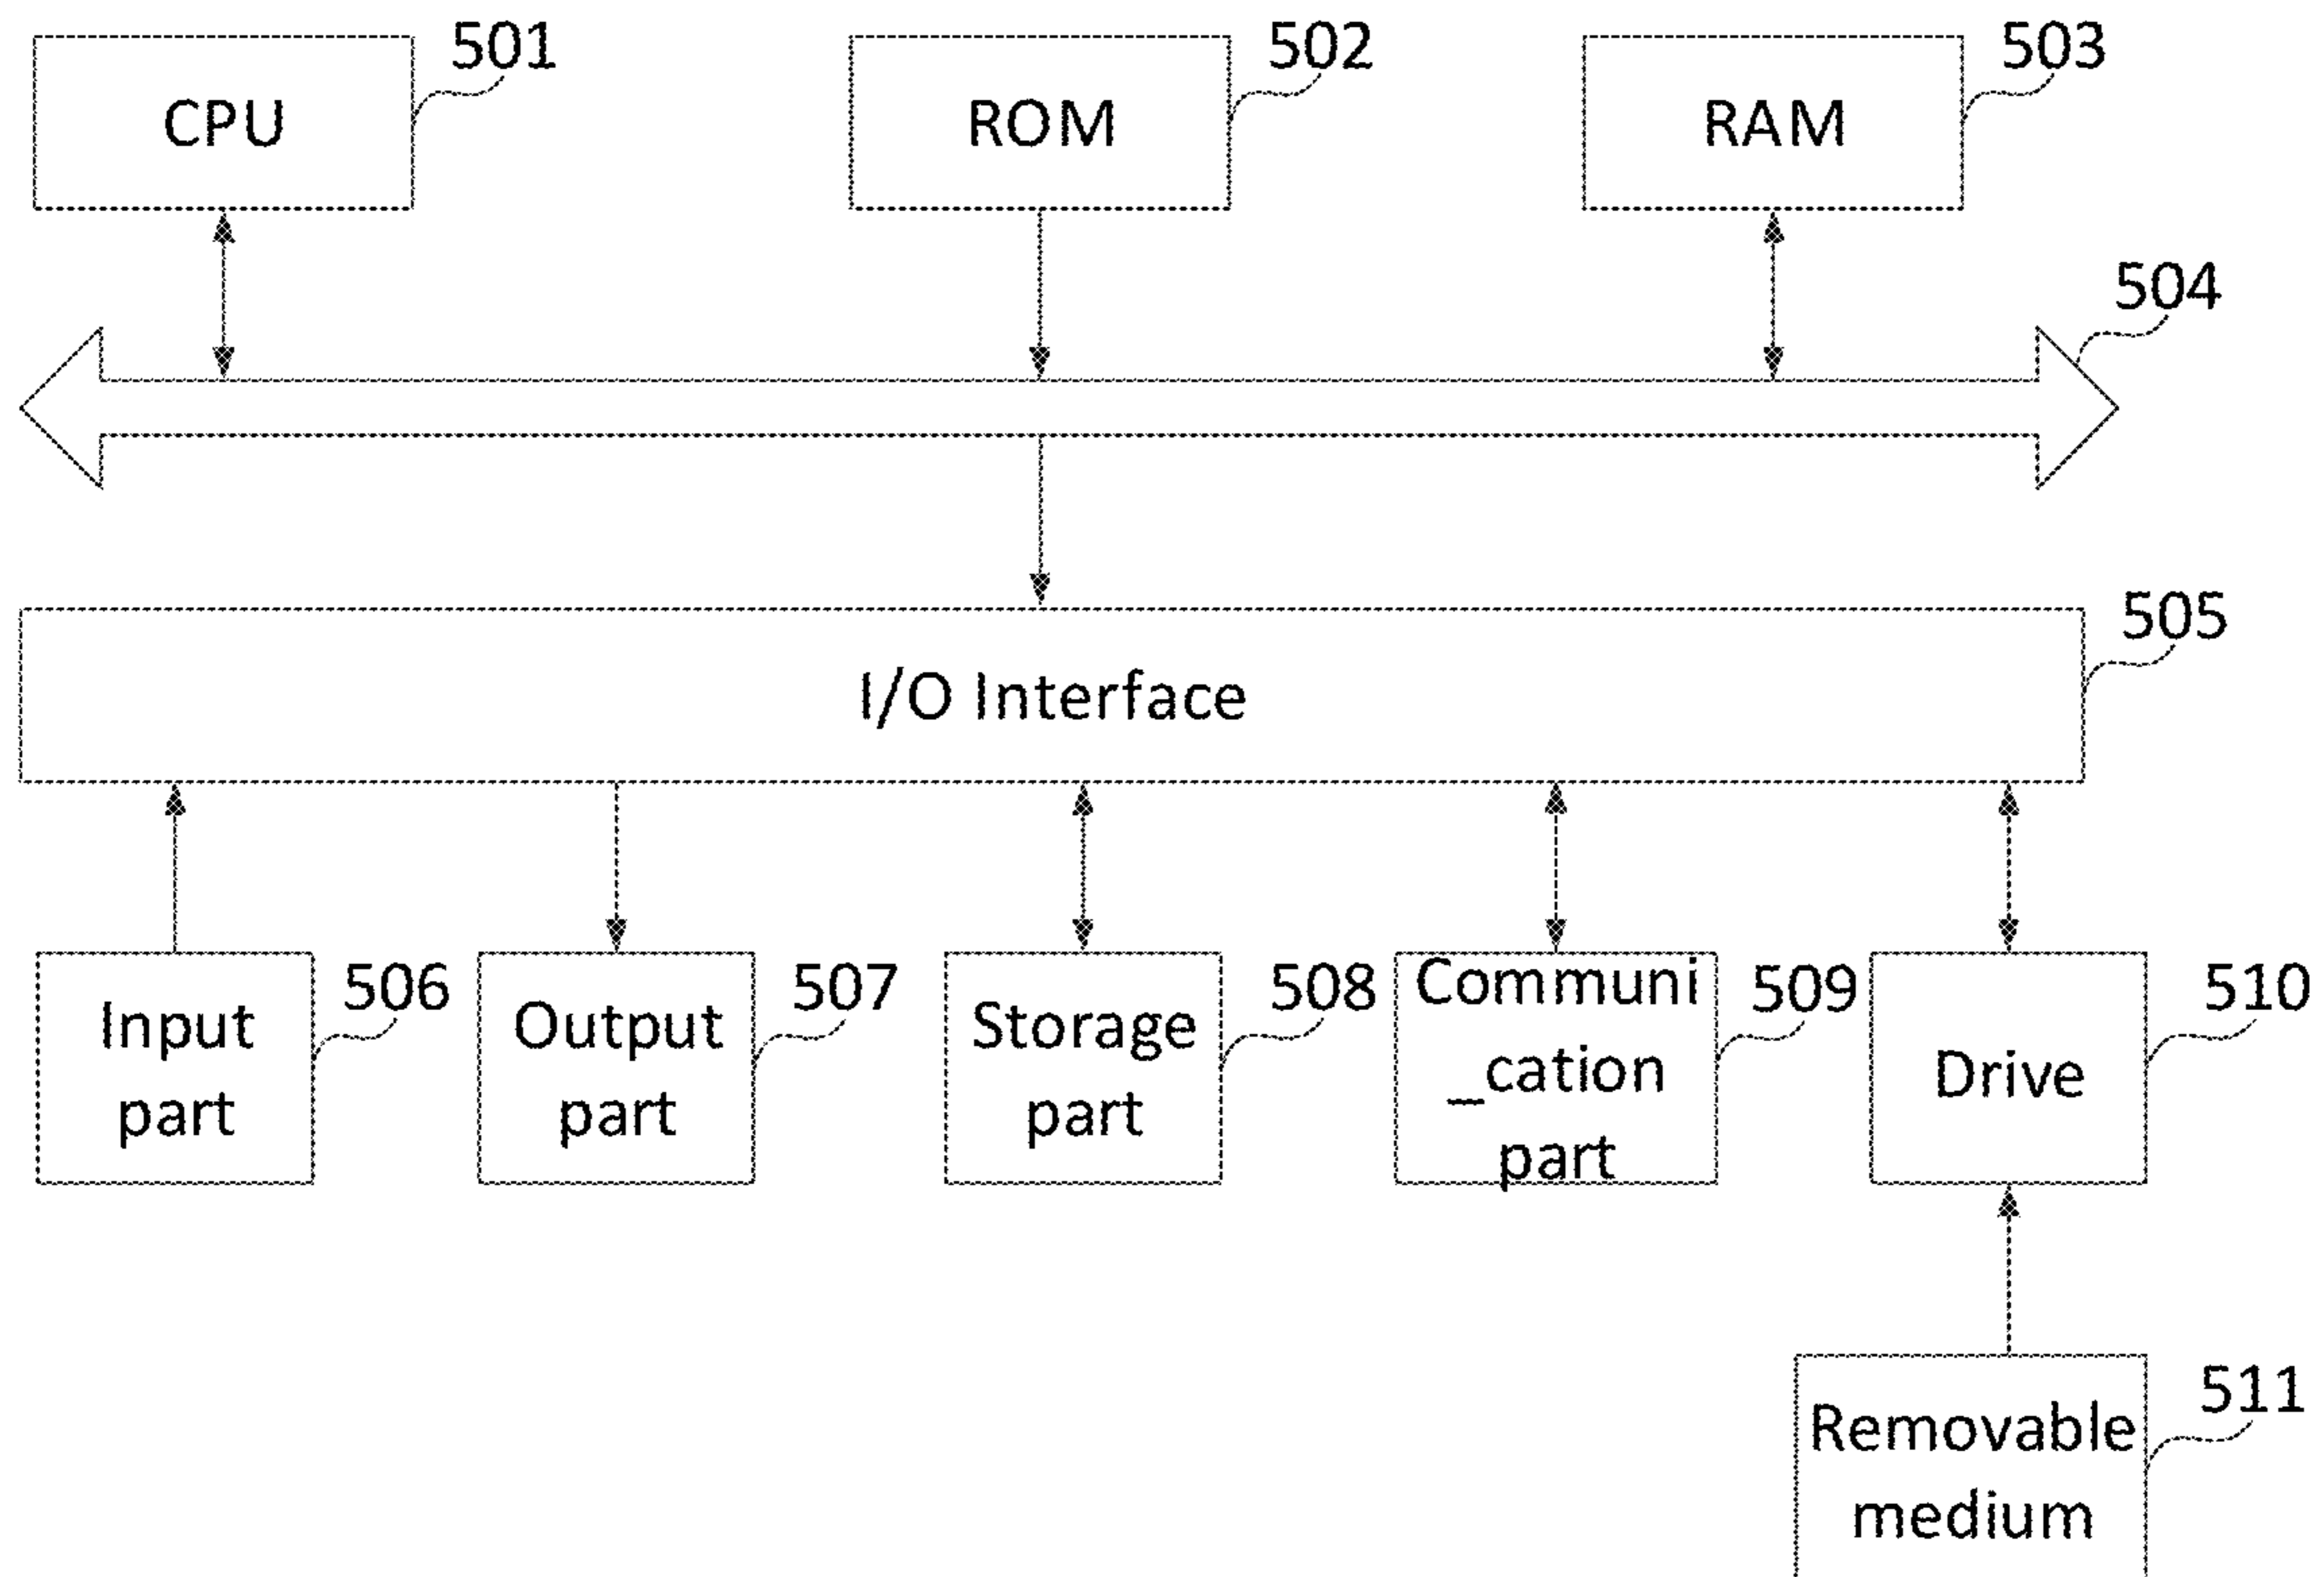 CPU
501
ROM
502
RAM
503
504
I/O Interface
505
Input
part
506
Output
part
507
Storage
part
508
Communi
_cation
part
509
Drive
510
Removable
medium
511